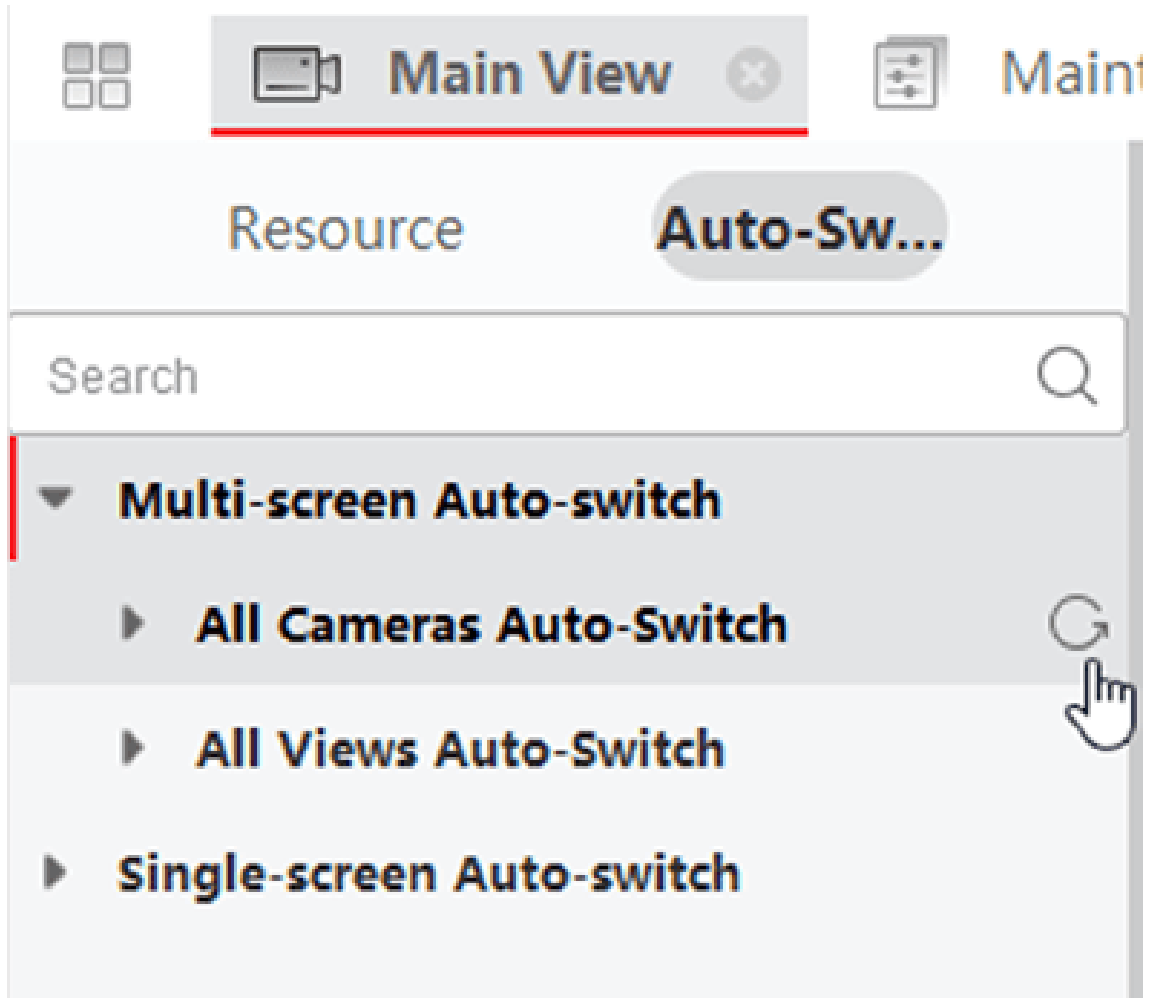 Main View
Resource Auto-Sw...
Search
Multi-screen Auto-switch
All Cameras Auto-Switch
All Views Auto-Switch
Single-screen Auto-switch